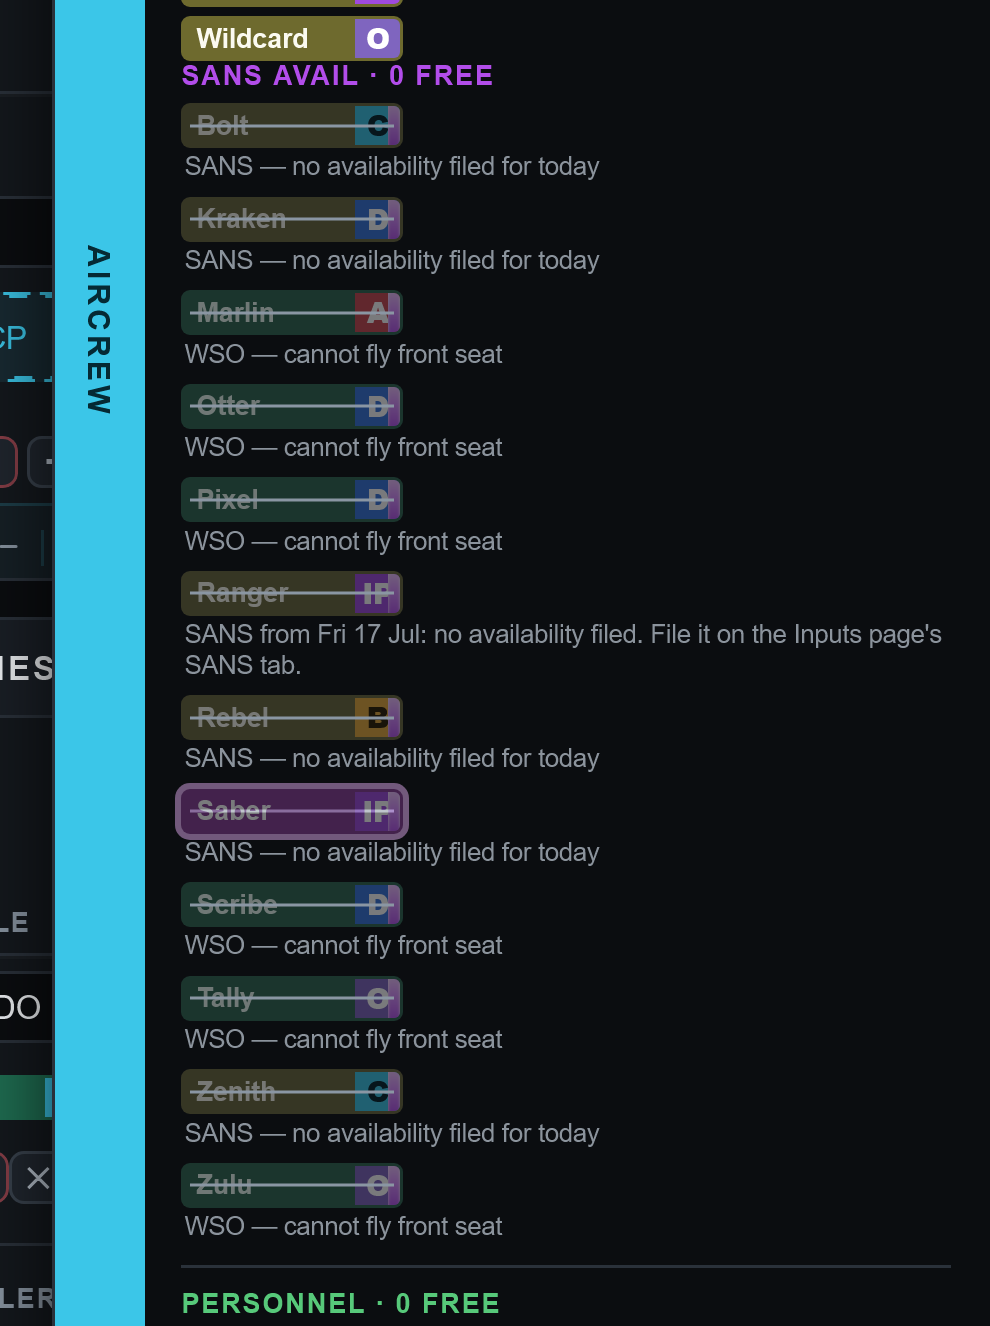 Wildcard O
SANS AVAIL · 0 FREE
Bolt C
SANS — no availability filed for today
Kraken D
SANS — no availability filed for today
Marlin A
WSO — cannot fly front seat
Otter D
WSO — cannot fly front seat
Pixel D
WSO — cannot fly front seat
Ranger IP
SANS from Fri 17 Jul: no availability filed. File it on the Inputs page's
SANS tab.
Rebel B
SANS — no availability filed for today
Saber IP
SANS — no availability filed for today
Scribe D
WSO — cannot fly front seat
Tally O
WSO — cannot fly front seat
Zenith C
SANS — no availability filed for today
Zulu O
WSO — cannot fly front seat
PERSONNEL · 0 FREE
AIRCREW
CP
IES
LE
DO
LER